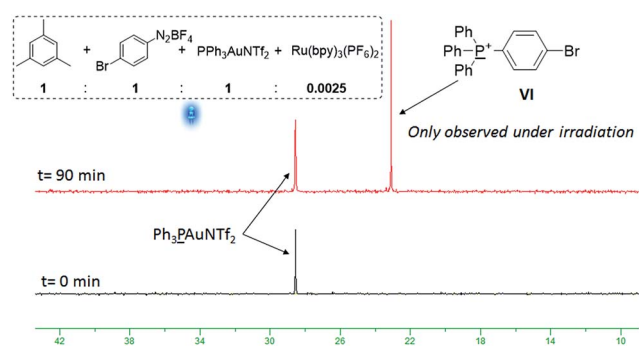 N2BF4
+ + PPh3AuNTf2 + Ru(bpy)3(PF6)2
Br
1 : 1 : 1 : 0.0025
Ph
Ph-P+ Br
Ph
VI
Only observed under irradiation
t= 90 min
Ph3PAuNTf2
t= 0 min
42 38 34 30 26 22 18 14 10